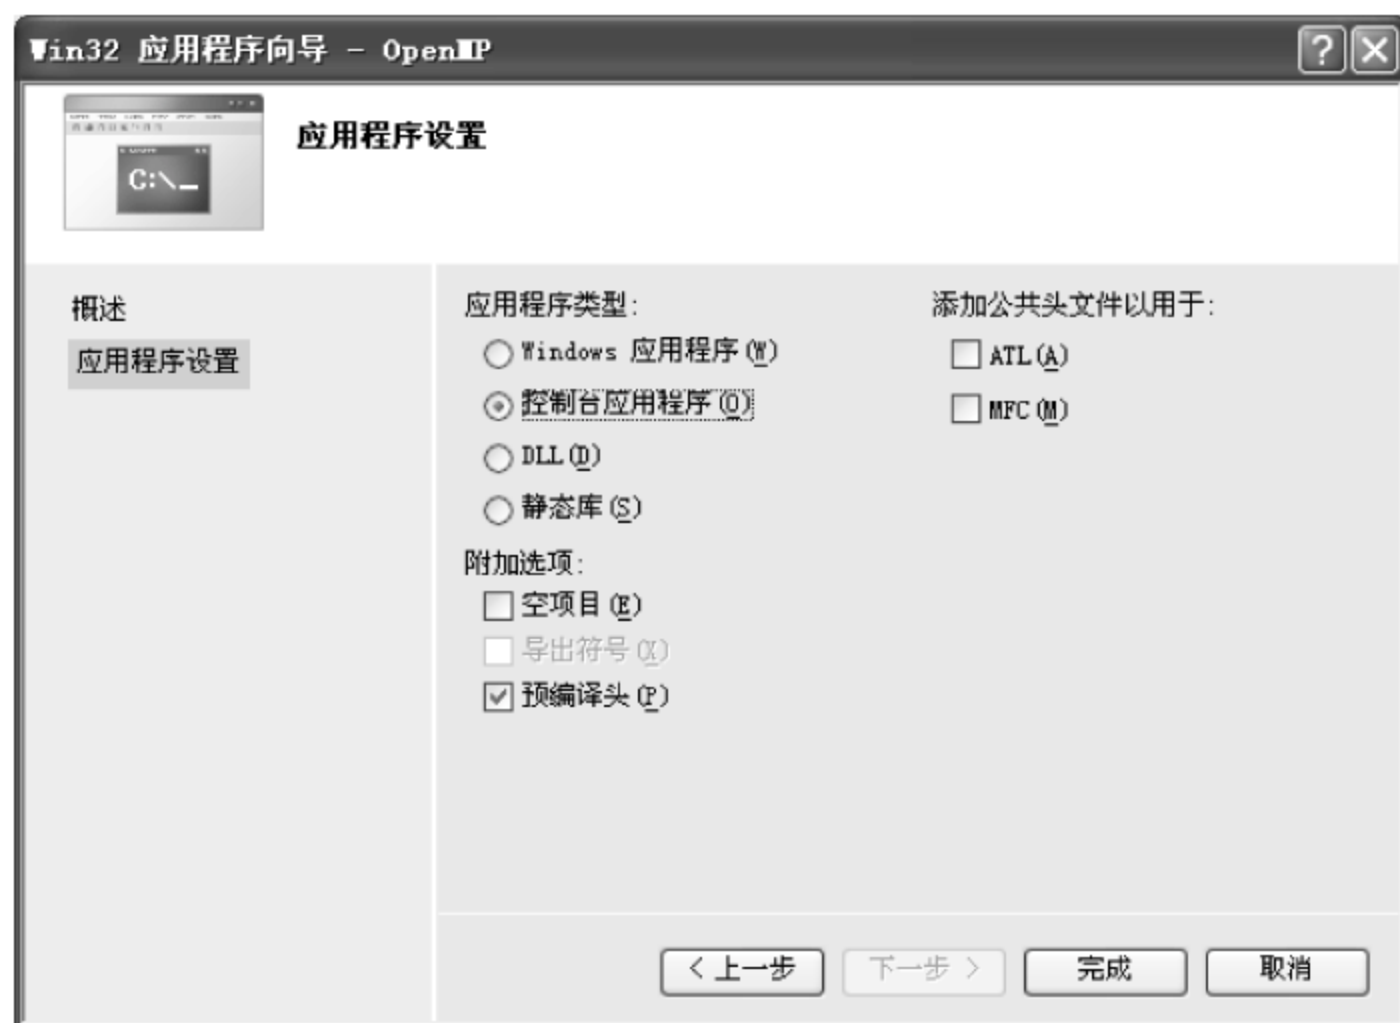 Win32 应用程序向导 - OpenMP
应用程序设置
C:\_
概述
应用程序设置
应用程序类型:
Windows 应用程序(W)
控制台应用程序(O)
DLL(D)
静态库(S)
附加选项:
空项目(E)
导出符号(X)
预编译头(P)
添加公共头文件以用于:
ATL(A)
MFC(M)
< 上一步
下一步 >
完成
取消